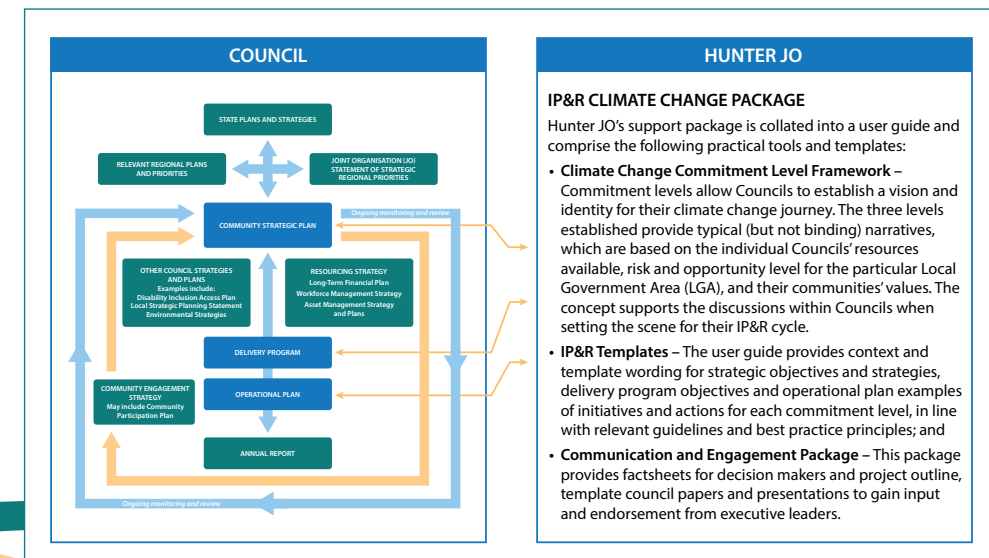 COUNCIL
STATE PLANS AND STRATEGIES
RELEVANT REGIONAL PLANS
AND PRIORITIES
JOINT ORGANISATION (JO)
STATEMENT OF STRATEGIC
REGIONAL PRIORITIES
COMMUNITY STRATEGIC PLAN
Ongoing monitoring and review
OTHER COUNCIL STRATEGIES
AND PLANS
Examples include:
Disability Inclusion Access Plan
Local Strategic Planning Statement
Environmental Strategies
RESOURCING STRATEGY
Long-Term Financial Plan
Workforce Management Strategy
Asset Management Strategy
and Plans
DELIVERY PROGRAM
COMMUNITY ENGAGEMENT
STRATEGY
May include Community
Participation Plan
OPERATIONAL PLAN
ANNUAL REPORT
Ongoing monitoring and review
HUNTER JO
IP&R CLIMATE CHANGE PACKAGE
Hunter JO's support package is collated into a user guide and
comprise the following practical tools and templates:
• Climate Change Commitment Level Framework –
Commitment levels allow Councils to establish a vision and
identity for their climate change journey. The three levels
established provide typical (but not binding) narratives,
which are based on the individual Councils' resources
available, risk and opportunity level for the particular Local
Government Area (LGA), and their communities' values. The
concept supports the discussions within Councils when
setting the scene for their IP&R cycle.
• IP&R Templates – The user guide provides context and
template wording for strategic objectives and strategies,
delivery program objectives and operational plan examples
of initiatives and actions for each commitment level, in line
with relevant guidelines and best practice principles; and
• Communication and Engagement Package – This package
provides factsheets for decision makers and project outline,
template council papers and presentations to gain input
and endorsement from executive leaders.